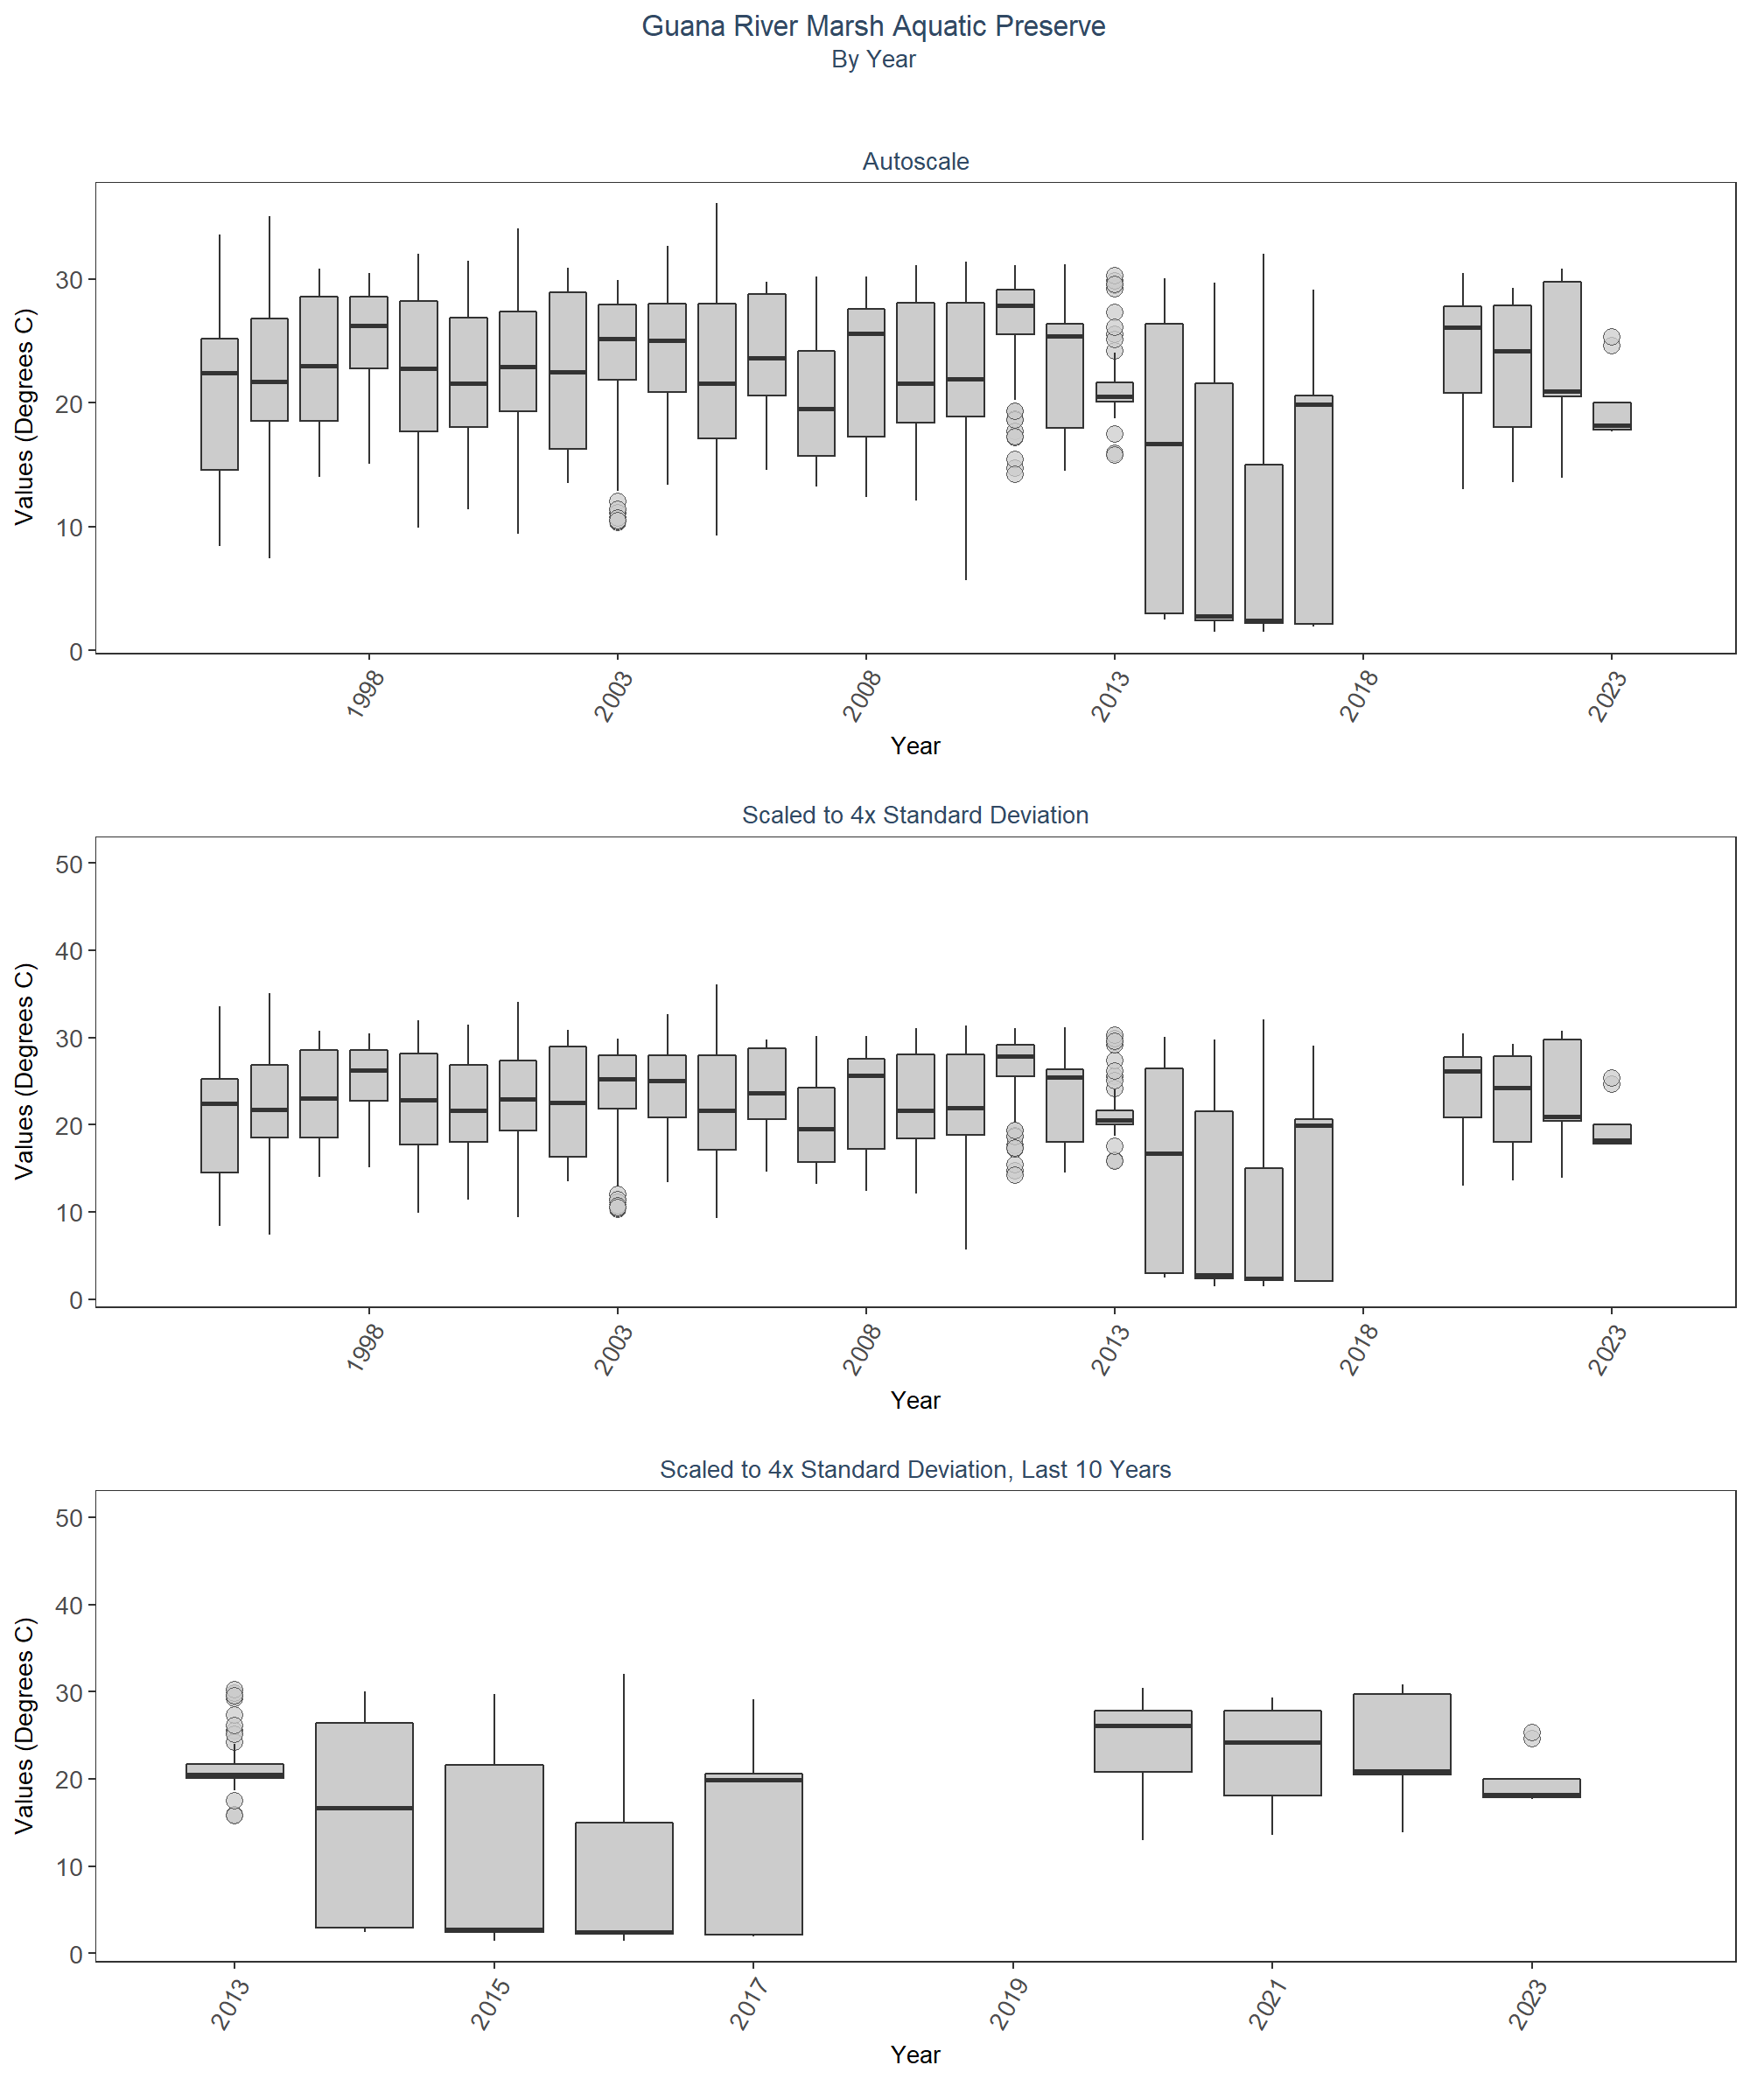 Guana River Marsh Aquatic Preserve
By Year
Autoscale
Values (Degrees C)
30
20
10
0
1998 2003 2008 2013 2018 2023
Year
Scaled to 4x Standard Deviation
Values (Degrees C)
50
40
30
20
10
0
1998 2003 2008 2013 2018 2023
Year
Scaled to 4x Standard Deviation, Last 10 Years
Values (Degrees C)
50
40
30
20
10
0
2013 2015 2017 2019 2021 2023
Year